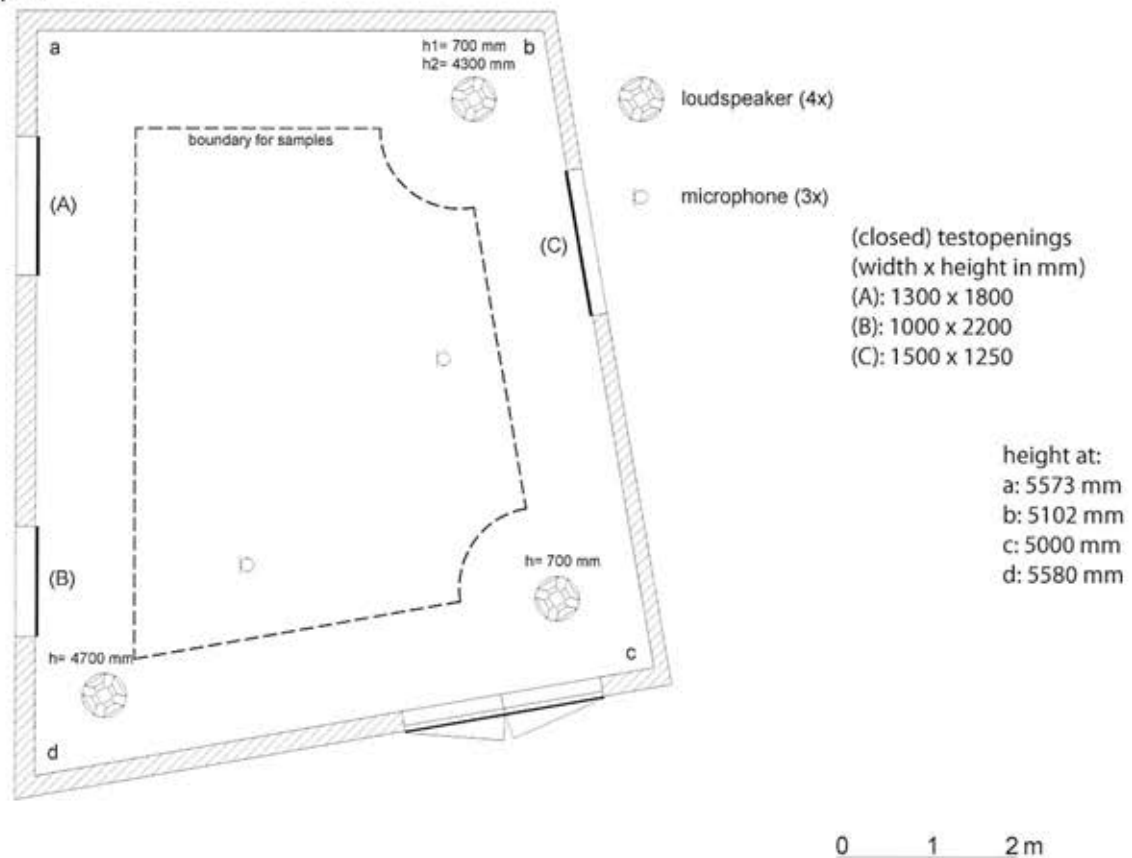 a
h1= 700 mm
h2= 4300mm
b
loudspeaker (4x)
boundary for samples
(A)
microphone (3x)
(C)
(closed) testopenings
(width x height in mm)
(A): 1300 x 1800
(B): 1000 x 2200
(C): 1500 x 1250
height at:
a: 5573 mm
b: 5102 mm
c: 5000 mm
d: 5580 mm
h= 700 mm
(B)
h= 4700 mm
c
d
0 1 2 m